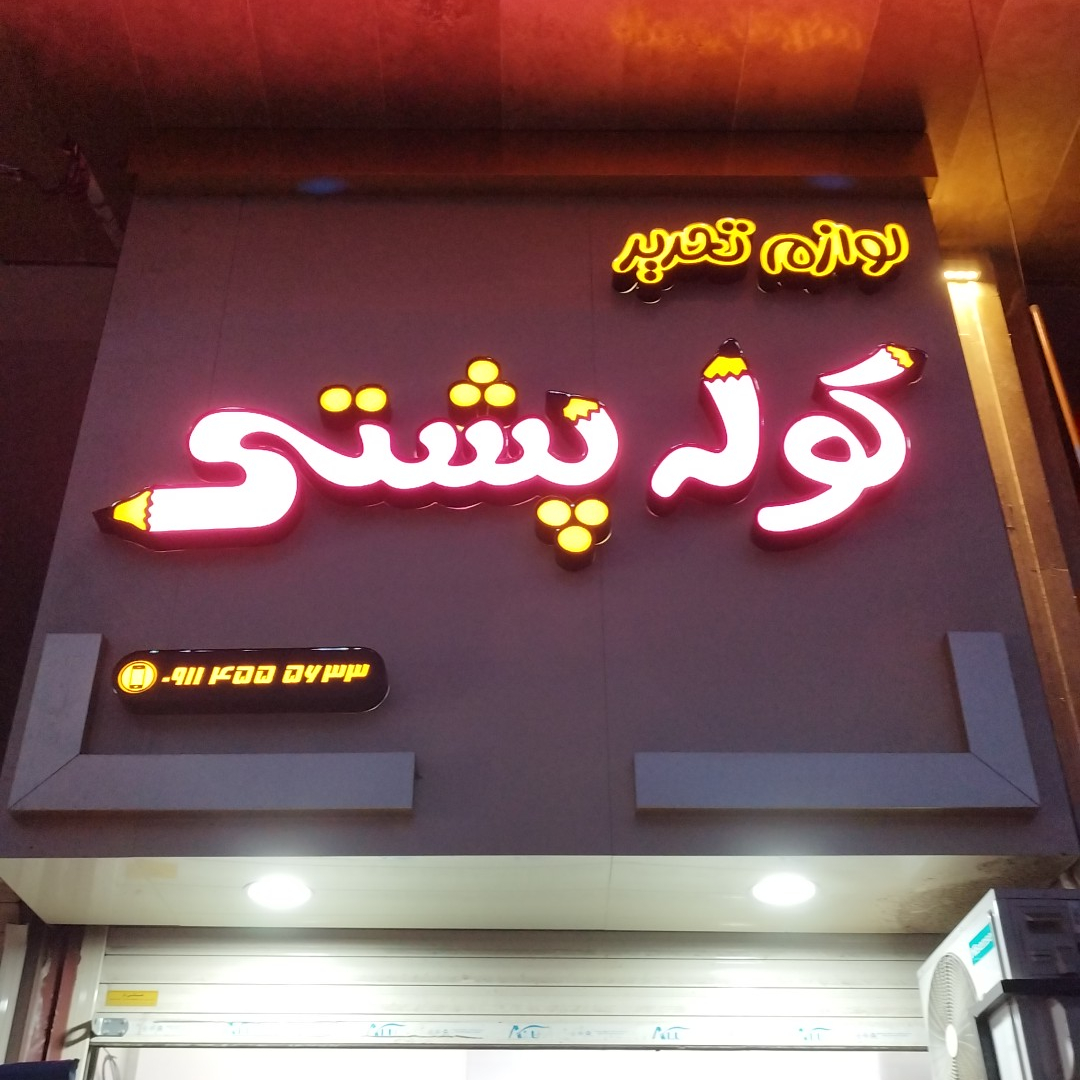 لوازم تحریر
کوله پشتی
۰۹۱۱ ۴۵۵ ۵۶۳۳